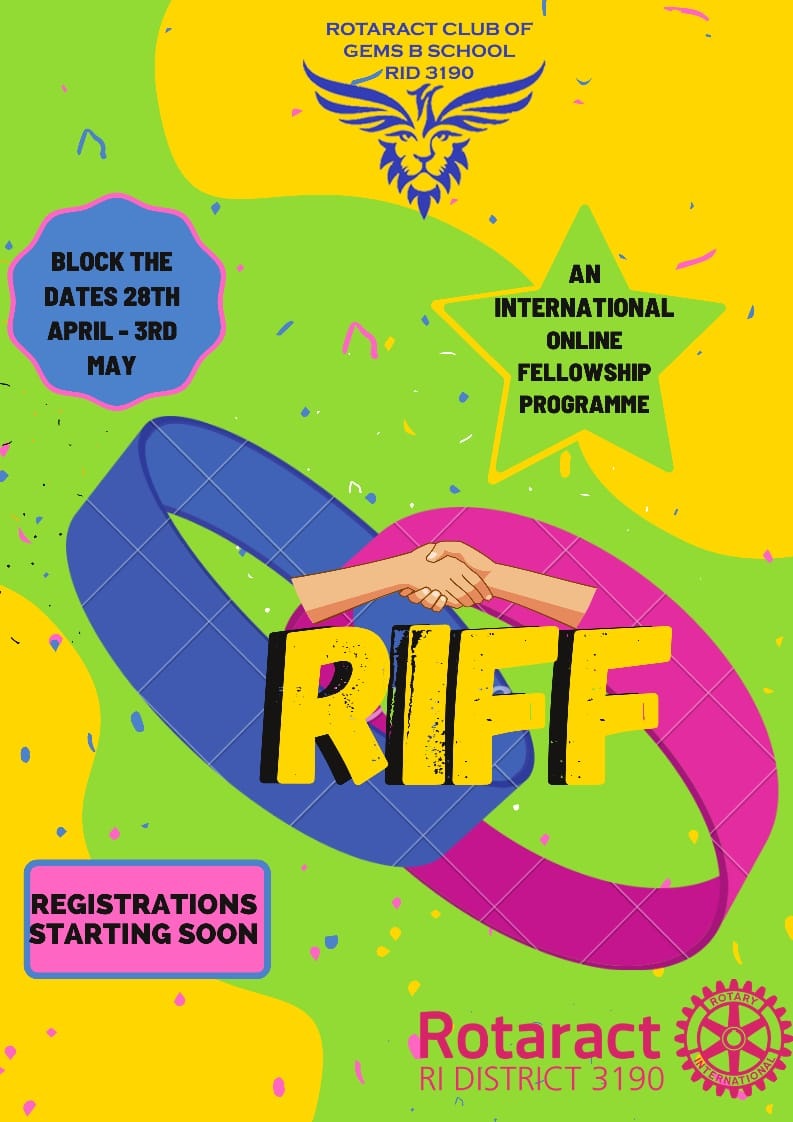 ROTARACT CLUB OF
GEMS B SCHOOL
RID 3190
BLOCK THE
DATES 28TH
APRIL - 3RD
MAY
AN
INTERNATIONAL
ONLINE
FELLOWSHIP
PROGRAMME
RIFF
REGISTRATIONS
STARTING SOON
Rotaract
RI DISTRICT 3190
ROTARY
INTERNATIONAL